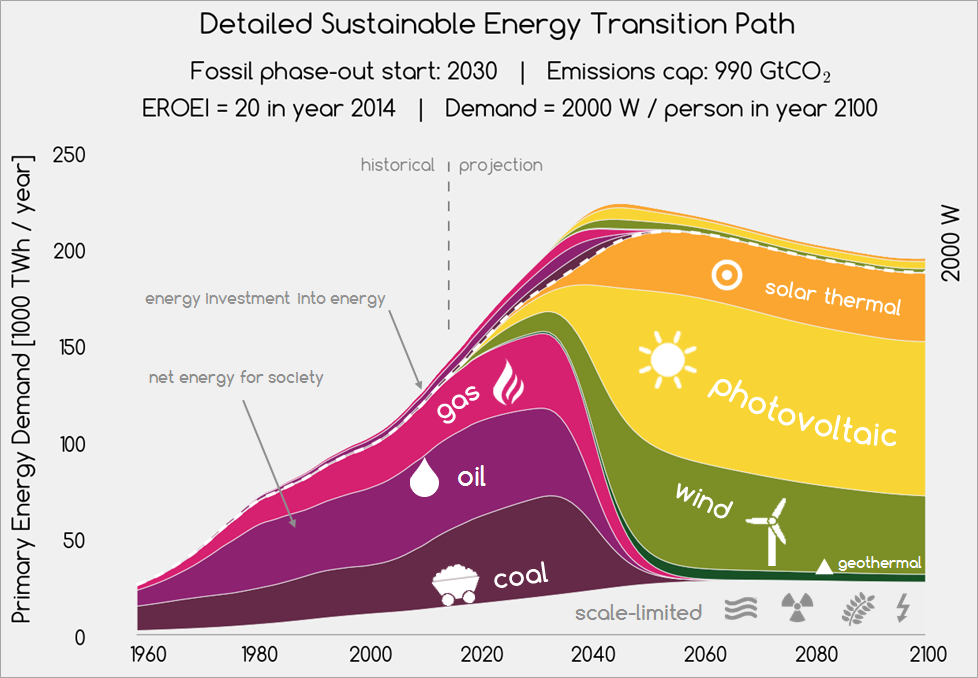 Detailed Sustainable Energy Transition Path
Fossil phase-out start: 2030 | Emissions cap: 990 GtCO₂
EROEI = 20 in year 2014 | Demand = 2000 W / person in year 2100
Primary Energy Demand [1000 TWh / year]
250
200
150
100
50
0
historical
projection
energy investment into energy
net energy for society
gas
oil
coal
solar thermal
photovoltaic
wind
geothermal
scale-limited
2000 W
1960 1980 2000 2020 2040 2060 2080 2100